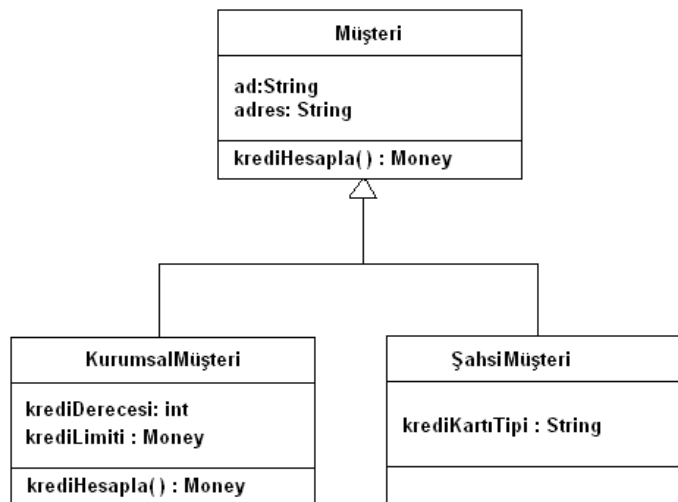 Müşteri
ad:String
adres: String
krediHesapla() : Money
KurumsalMüşteri
krediDerecesi: int
krediLimiti : Money
krediHesapla() : Money
ŞahsiMüşteri
krediKartıTipi : String